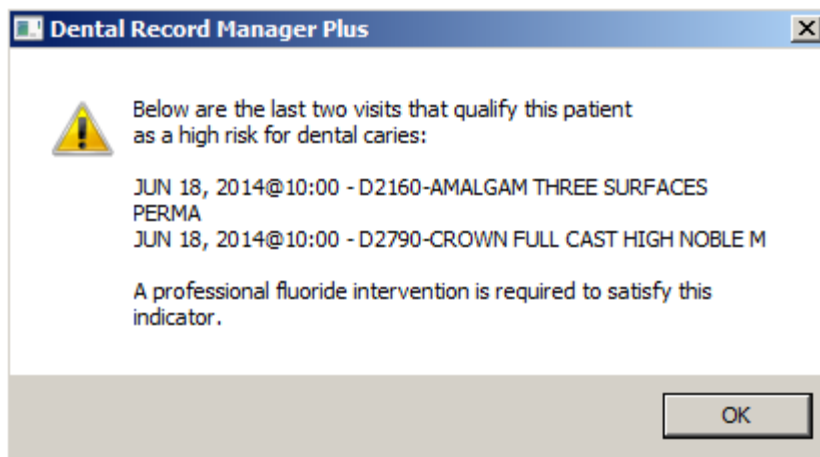 Dental Record Manager Plus
Below are the last two visits that qualify this patient
as a high risk for dental caries:
JUN 18, 2014@10:00 - D2160-AMALGAM THREE SURFACES
PERMA
JUN 18, 2014@10:00 - D2790-CROWN FULL CAST HIGH NOBLE M
A professional fluoride intervention is required to satisfy this
indicator.
OK